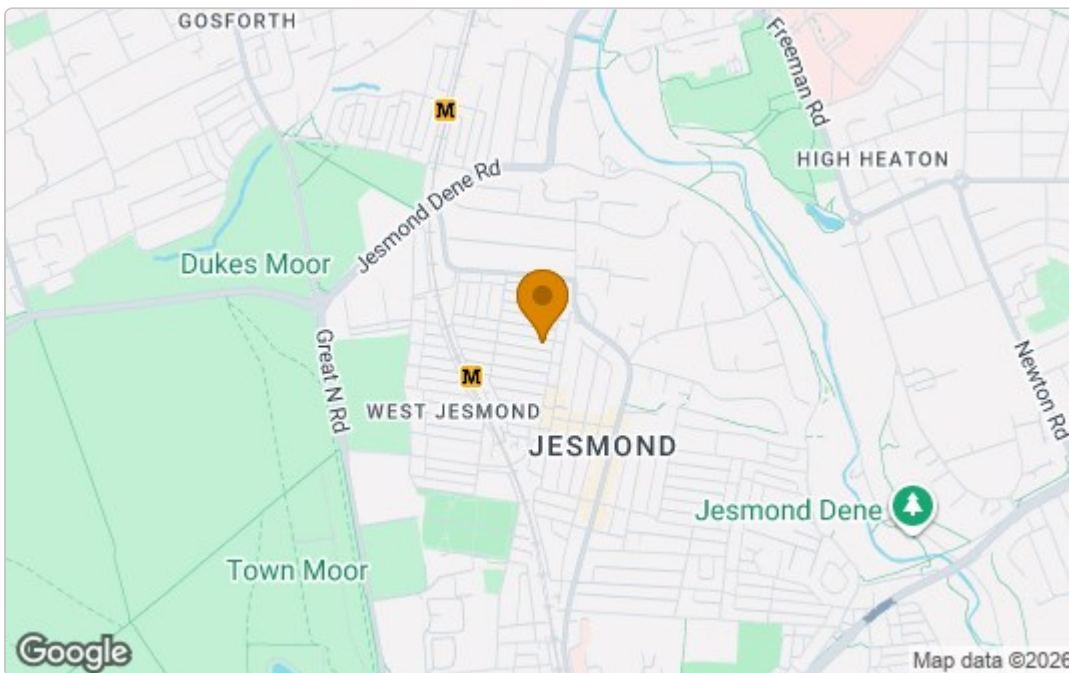 GOSFORTH
M
Freeman Rd
HIGH HEATON
Jesmond Dene Rd
Dukes Moor
Great N Rd
M
Newton Rd
WEST JESMOND
JESMOND
Jesmond Dene
Town Moor
Google
Map data ©2026